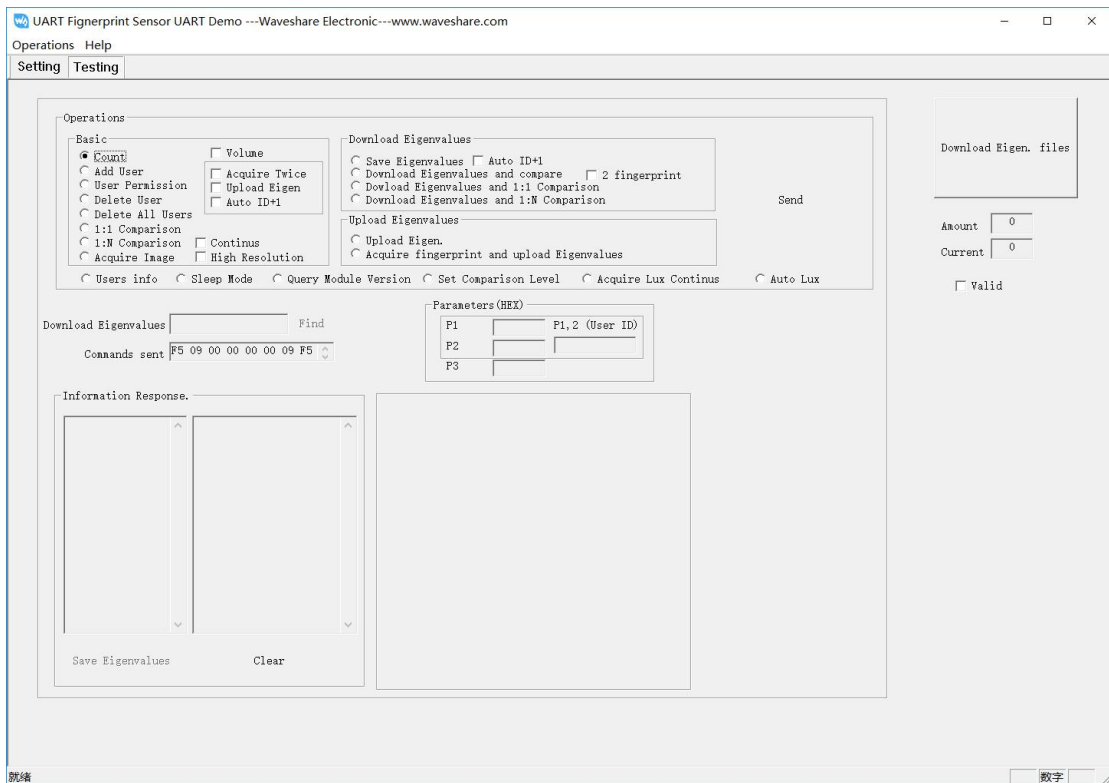 UART Fignerprint Sensor UART Demo ---Waveshare Electronic---www.waveshare.com
Operations Help
Setting Testing
Operations
Basic
Count
Add User
User Permission
Delete User
Delete All Users
1:1 Comparison
1:N Comparison
Acquire Image
Volume
Acquire Twice
Upload Eigen
Auto ID+1
Continus
High Resolution
Download Eigenvalues
Save Eigenvalues Auto ID+1
Download Eigenvalues and compare 2 fingerprint
Dowload Eigenvalues and 1:1 Comparison
Download Eigenvalues and 1:N Comparison
Upload Eigenvalues
Upload Eigen.
Acquire fingerprint and upload Eigenvalues
Send
Users info Sleep Mode Query Module Version Set Comparison Level Acquire Lux Continus Auto Lux
Download Eigen. files
Amount 0
Current 0
Valid
Download Eigenvalues Find
Commands sent F5 09 00 00 00 00 09 F5
Parameters(HEX)
P1 P1,2 (User ID)
P2
P3
Information Response.
Save Eigenvalues Clear
就绪 数字